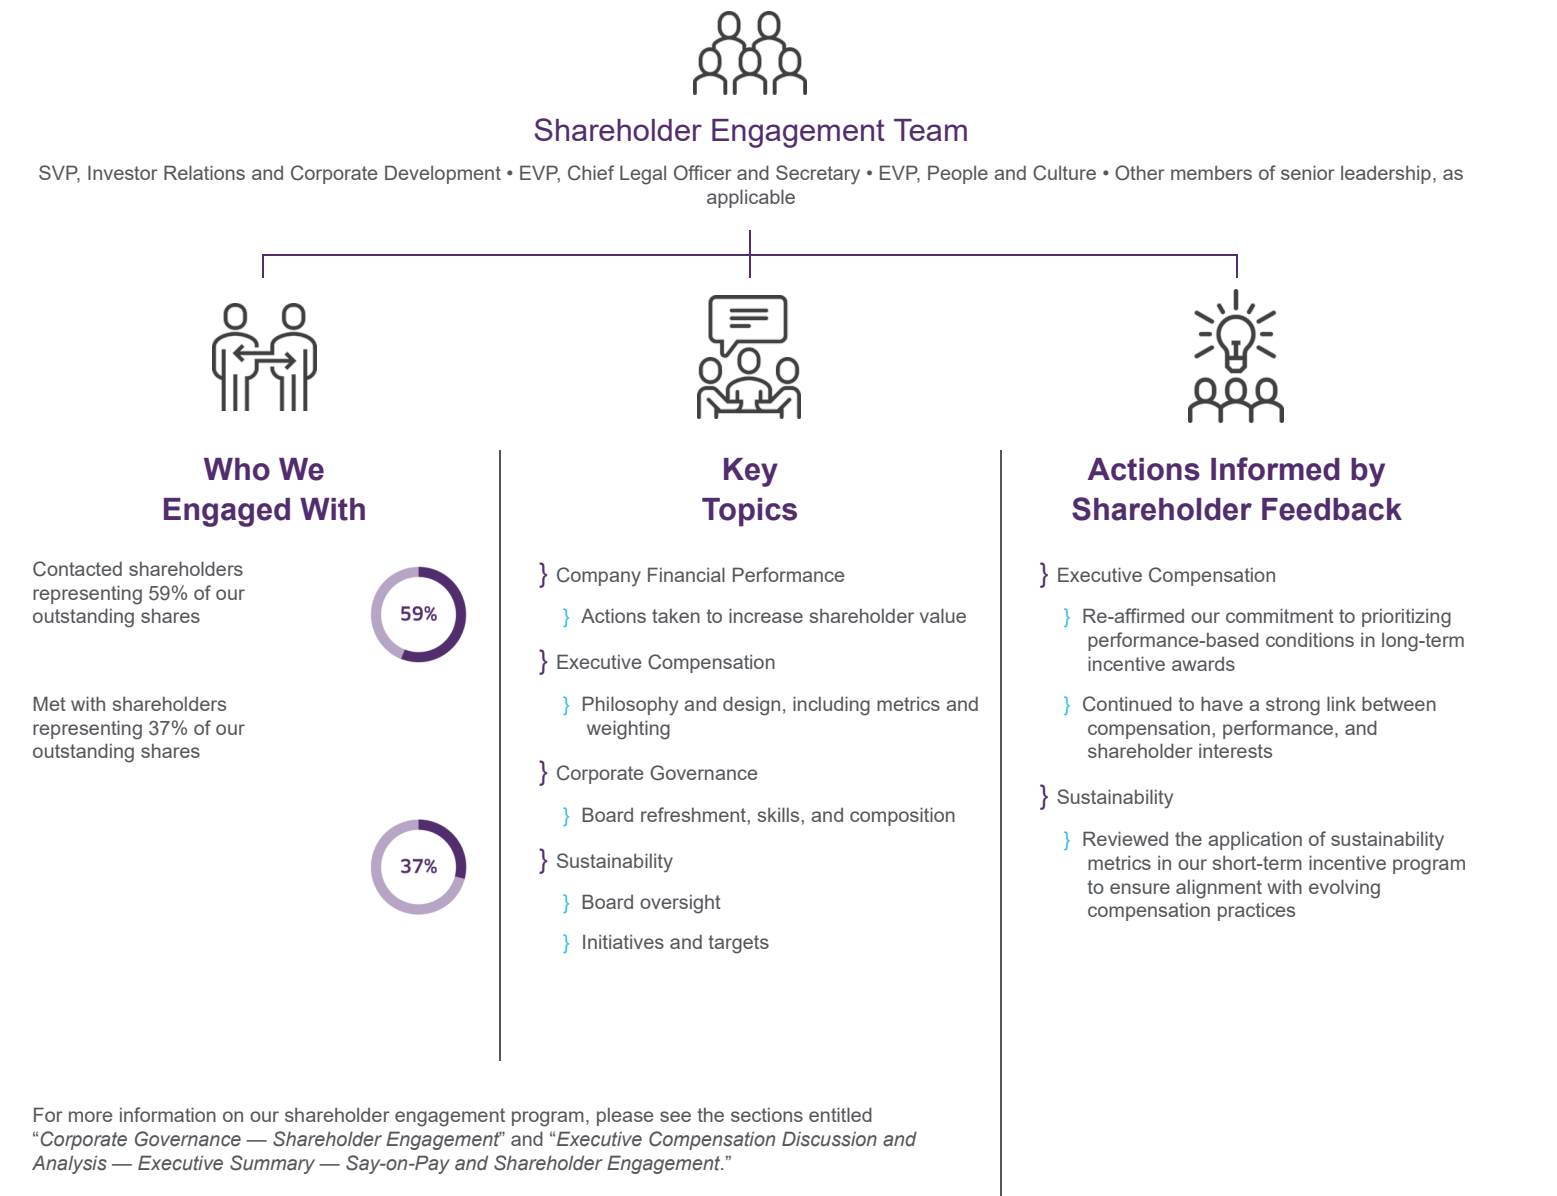 Shareholder Engagement Team
SVP, Investor Relations and Corporate Development • EVP, Chief Legal Officer and Secretary • EVP, People and Culture • Other members of senior leadership, as
applicable
Who We
Engaged With
Contacted shareholders
representing 59% of our
outstanding shares
59%
Met with shareholders
representing 37% of our
outstanding shares
37%
Key
Topics
} Company Financial Performance
} Actions taken to increase shareholder value
} Executive Compensation
} Philosophy and design, including metrics and
weighting
} Corporate Governance
} Board refreshment, skills, and composition
} Sustainability
} Board oversight
} Initiatives and targets
Actions Informed by
Shareholder Feedback
} Executive Compensation
} Re-affirmed our commitment to prioritizing
performance-based conditions in long-term
incentive awards
} Continued to have a strong link between
compensation, performance, and
shareholder interests
} Sustainability
} Reviewed the application of sustainability
metrics in our short-term incentive program
to ensure alignment with evolving
compensation practices
For more information on our shareholder engagement program, please see the sections entitled
“Corporate Governance — Shareholder Engagement” and “Executive Compensation Discussion and
Analysis — Executive Summary — Say-on-Pay and Shareholder Engagement.”